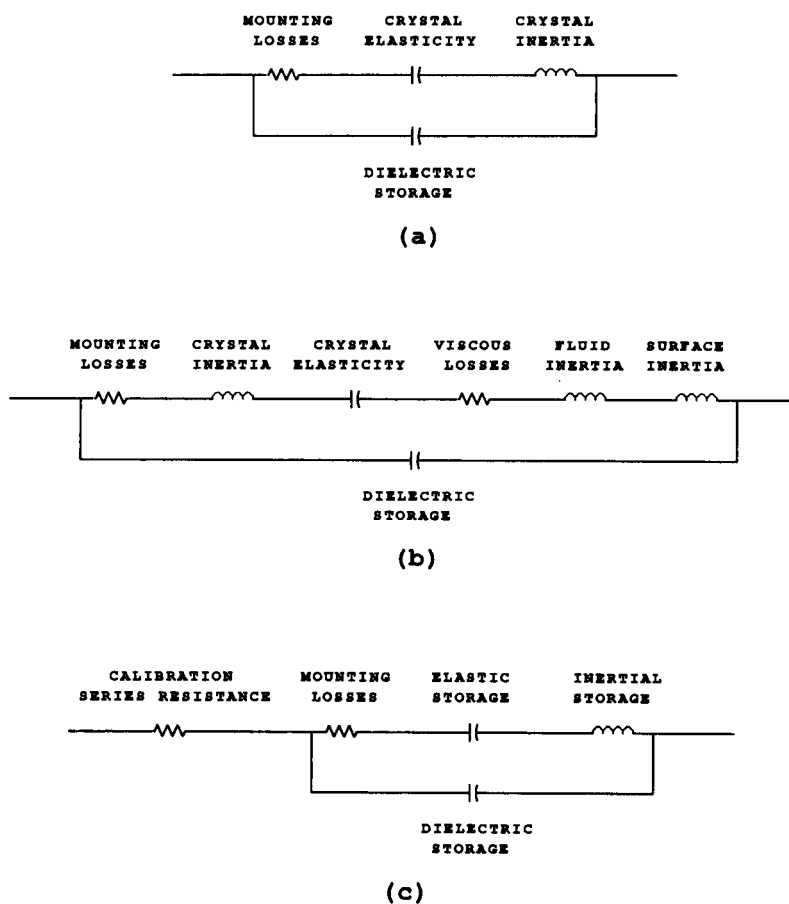 MOUNTING LOSSES
CRYSTAL ELASTICITY
CRYSTAL INERTIA
DIELECTRIC STORAGE
(a)
MOUNTING LOSSES
CRYSTAL INERTIA
CRYSTAL ELASTICITY
VISCOUS LOSSES
FLUID INERTIA
SURFACE INERTIA
DIELECTRIC STORAGE
(b)
CALIBRATION SERIES RESISTANCE
MOUNTING LOSSES
ELASTIC STORAGE
INERTIAL STORAGE
DIELECTRIC STORAGE
(c)